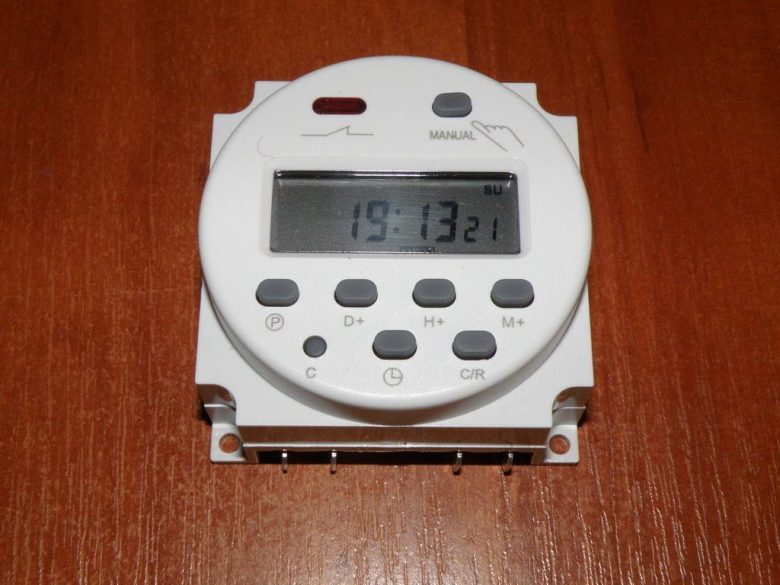 MANUAL
SU
19:13 21
P D+ H+ M+
C C/R